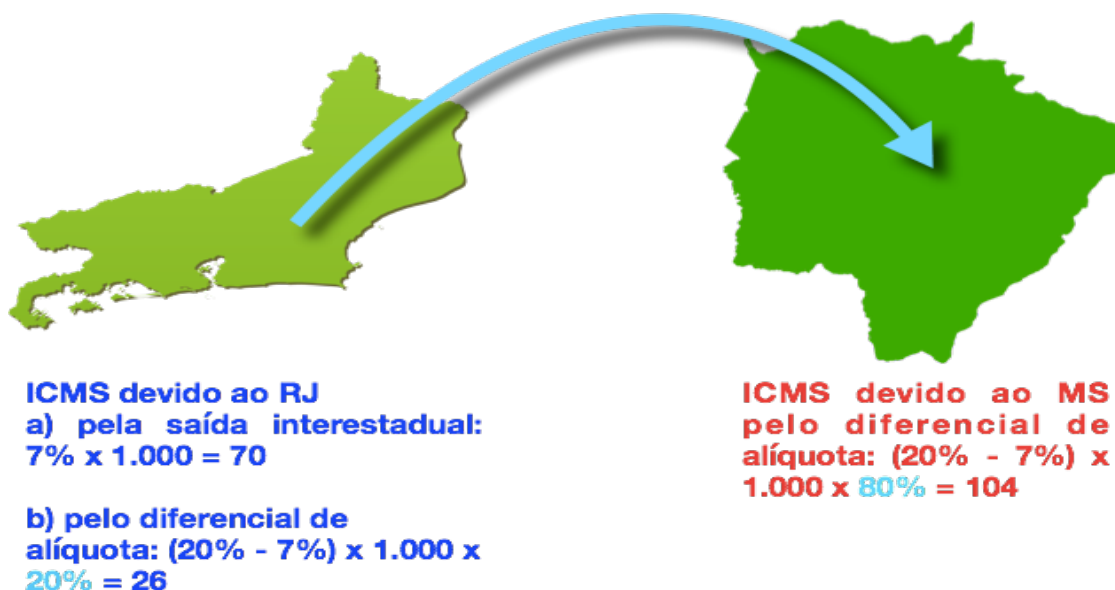 ICMS devido ao RJ
a) pela saída interestadual:
7% x 1.000 = 70
b) pelo diferencial de
alíquota: (20% - 7%) x 1.000 x
20% = 26
ICMS devido ao MS
pelo diferencial de
alíquota: (20% - 7%) x
1.000 x 80% = 104